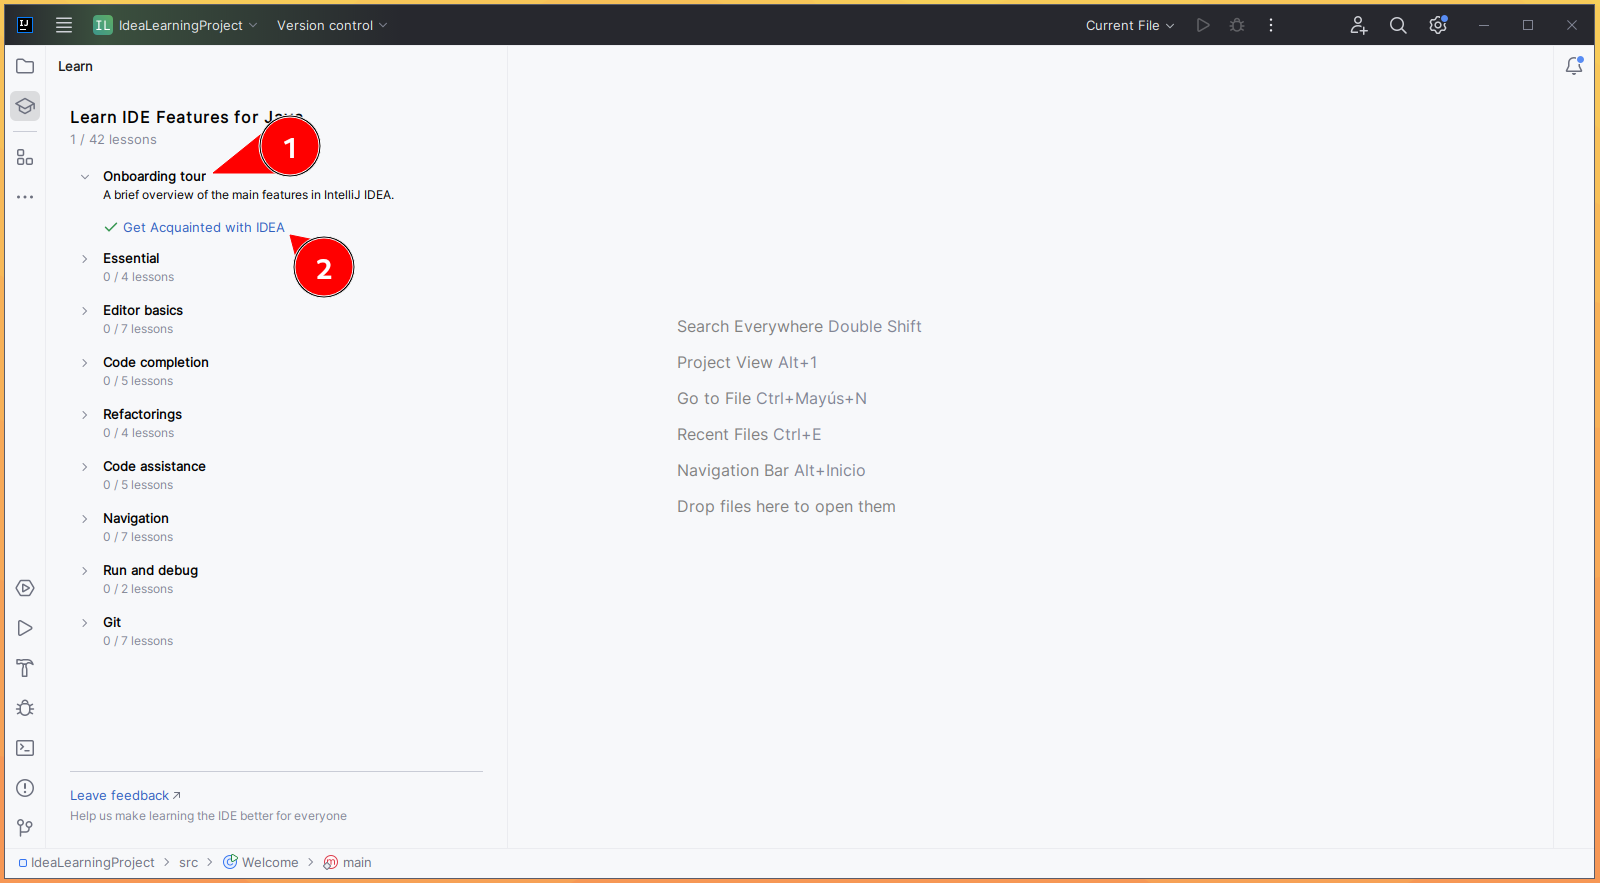 IL IdeaLearningProject Version control Current File
Learn
Learn IDE Features for Java
1 / 42 lessons
1
Onboarding tour
A brief overview of the main features in IntelliJ IDEA.
Get Acquainted with IDEA
2
Essential
0 / 4 lessons
Editor basics
0 / 7 lessons
Code completion
0 / 5 lessons
Refactorings
0 / 4 lessons
Code assistance
0 / 5 lessons
Navigation
0 / 7 lessons
Run and debug
0 / 2 lessons
Git
0 / 7 lessons
Leave feedback
Help us make learning the IDE better for everyone
Search Everywhere Double Shift
Project View Alt+1
Go to File Ctrl+Mayús+N
Recent Files Ctrl+E
Navigation Bar Alt+Inicio
Drop files here to open them
IdeaLearningProject > src > Welcome > main